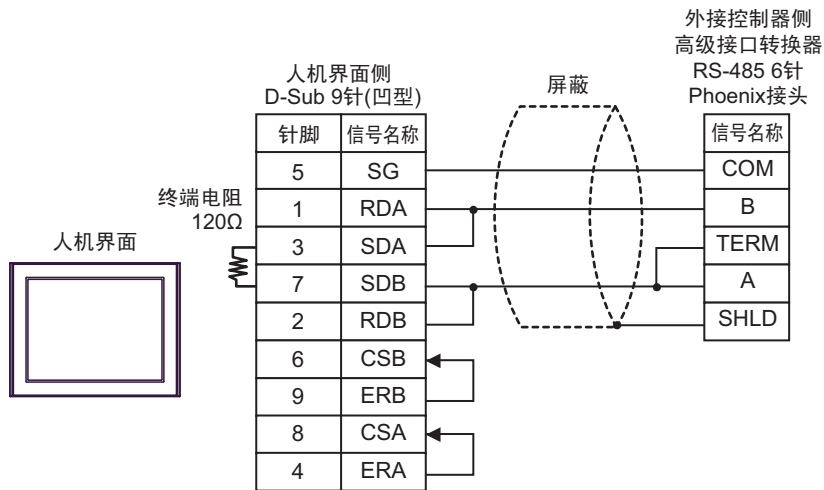 外接控制器侧
高级接口转换器
RS-485 6针
Phoenix接头
人机界面侧
D-Sub 9针(凹型)
屏蔽
针脚 信号名称
信号名称
5 SG
COM
终端电阻
120Ω
1 RDA
B
人机界面
3 SDA
TERM
7 SDB
A
2 RDB
SHLD
6 CSB
9 ERB
8 CSA
4 ERA